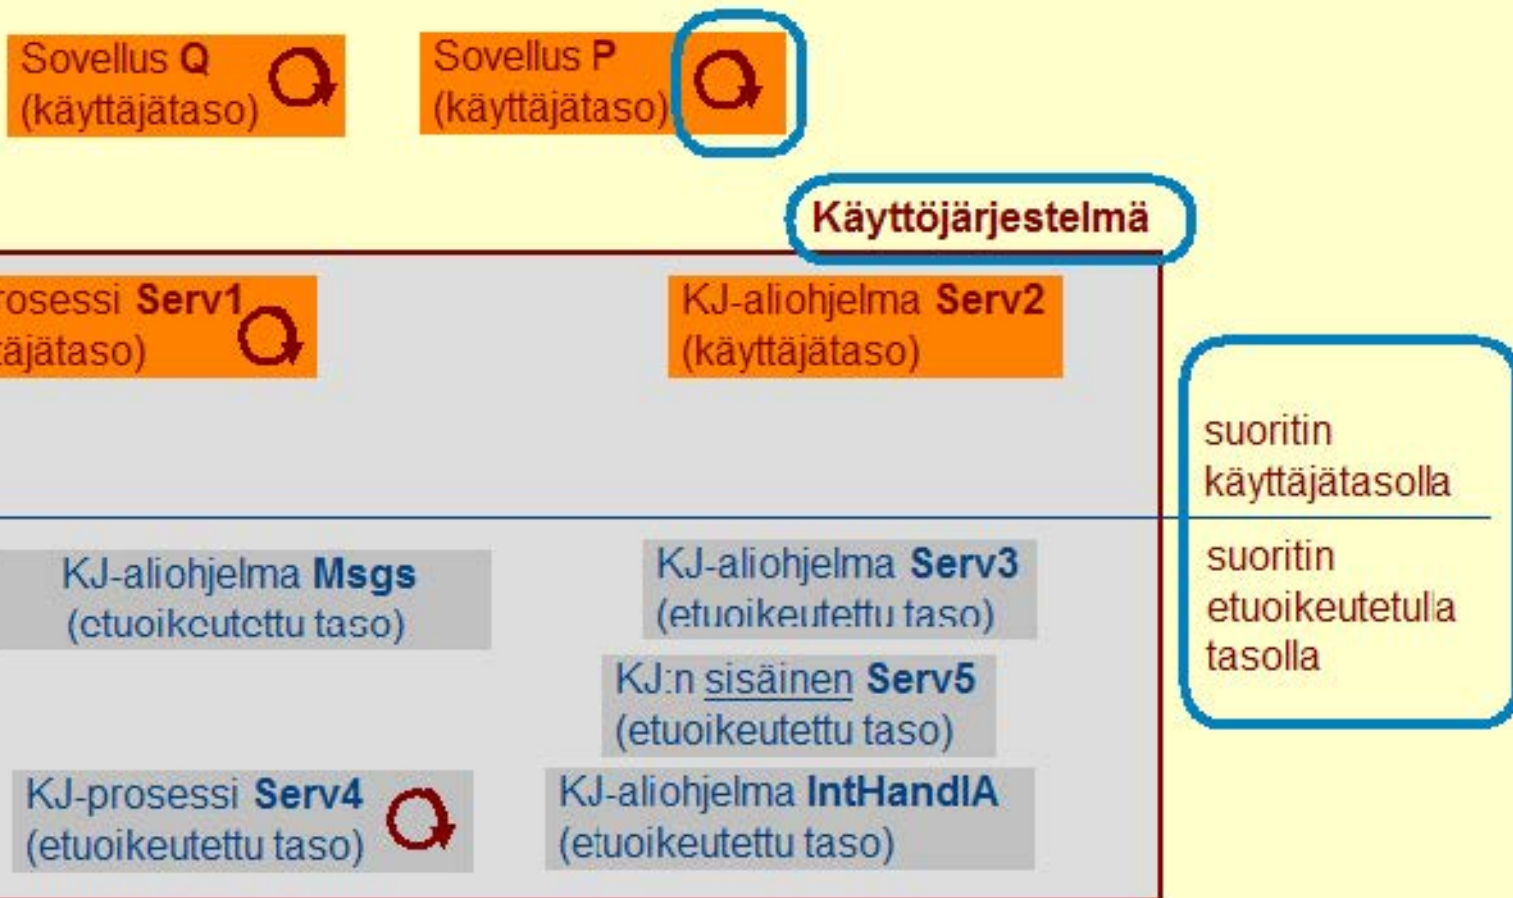 Sovellus Q
(käyttäjätaso)
Sovellus P
(käyttäjätaso)
Käyttöjärjestelmä
rosessi Serv1
täjätaso)
KJ-aliohjelma Serv2
(käyttäjätaso)
suoritin
käyttäjätasolla
suoritin
etuoikeutetulla
tasolla
KJ-aliohjelma Msgs
(etuoikeutettu taso)
KJ-aliohjelma Serv3
(etuoikeutettu taso)
KJ:n sisäinen Serv5
(etuoikeutettu taso)
KJ-prosessi Serv4
(etuoikeutettu taso)
KJ-aliohjelma IntHandlA
(etuoikeutettu taso)